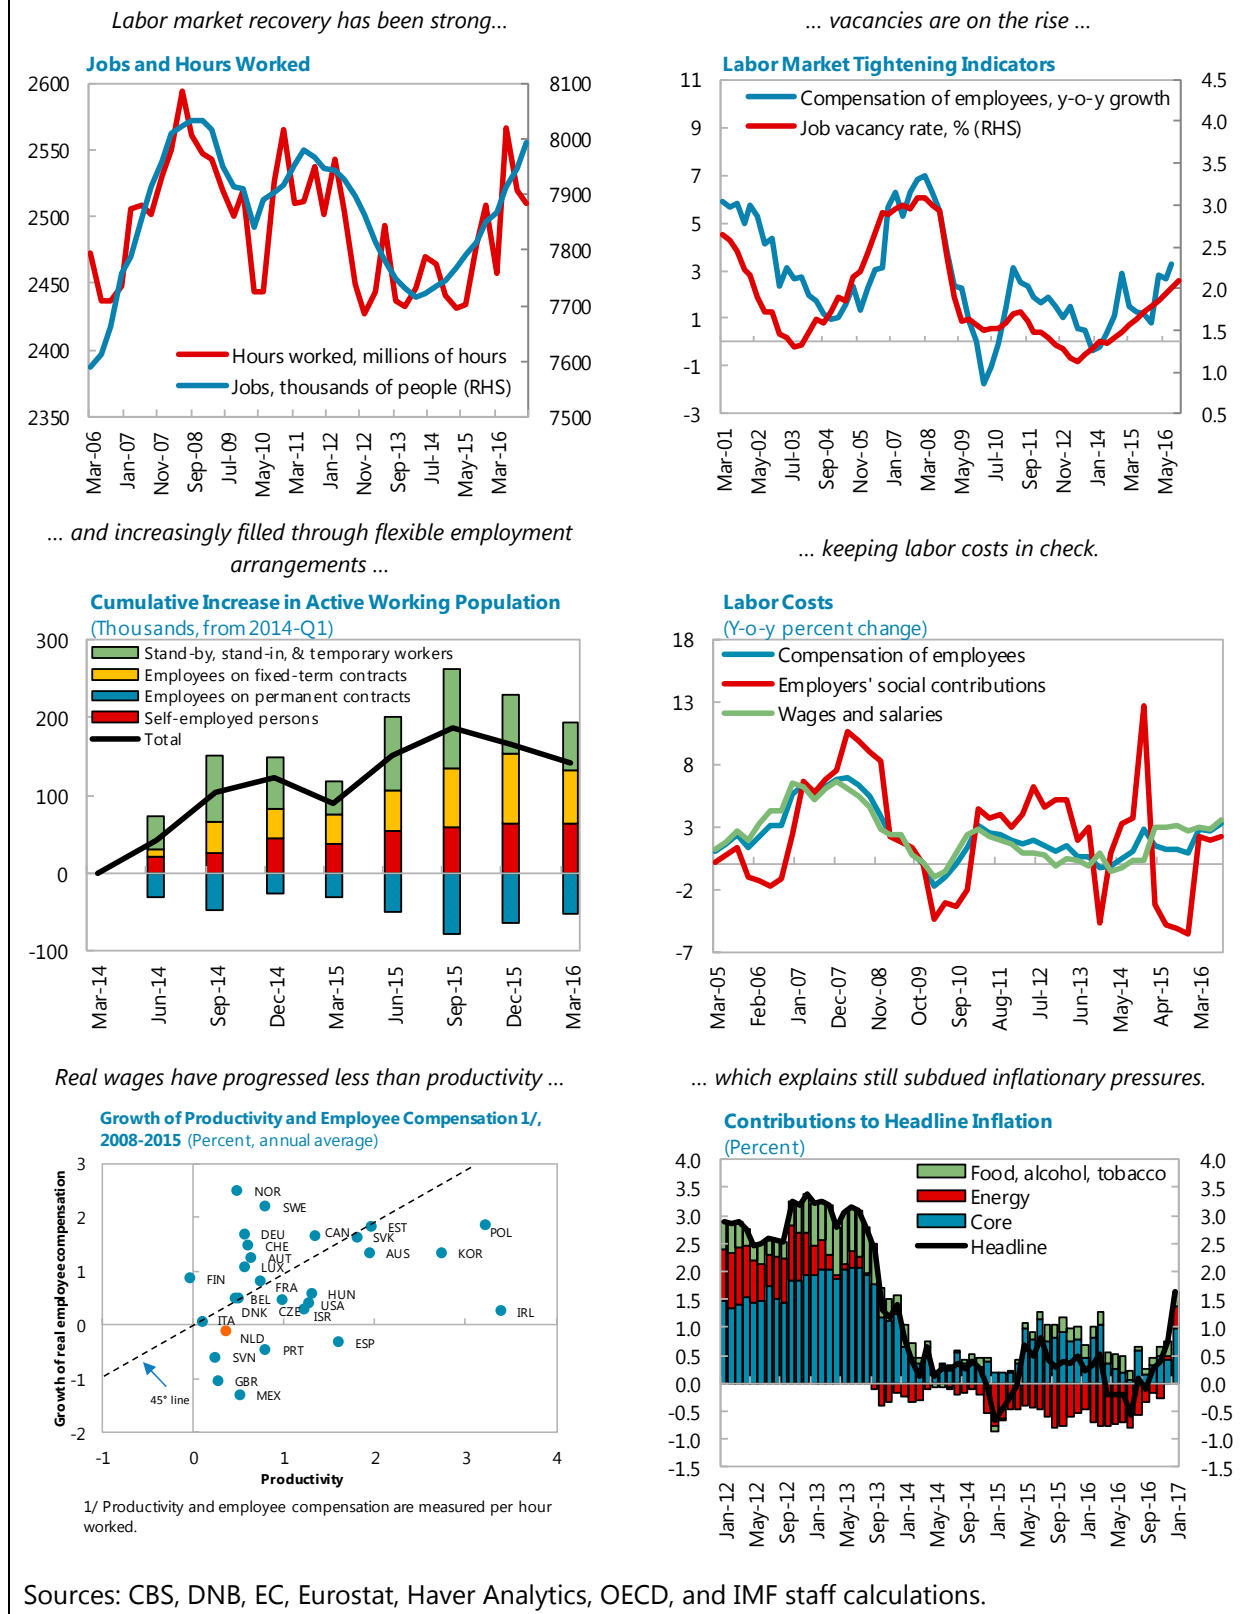 Labor market recovery has been strong...
... vacancies are on the rise ...
Jobs and Hours Worked
2600
2550
2500
2450
2400
2350
8100
8000
7900
7800
7700
7600
7500
Hours worked, millions of hours
Jobs, thousands of people (RHS)
Mar-06
Jan-07
Nov-07
Sep-08
Jul-09
May-10
Mar-11
Jan-12
Nov-12
Sep-13
Jul-14
May-15
Mar-16
Labor Market Tightening Indicators
11
9
7
5
3
1
-1
-3
4.5
4.0
3.5
3.0
2.5
2.0
1.5
1.0
0.5
Compensation of employees, y-o-y growth
Job vacancy rate, % (RHS)
Mar-01
May-02
Jul-03
Sep-04
Nov-05
Jan-07
Mar-08
May-09
Jul-10
Sep-11
Nov-12
Jan-14
Mar-15
May-16
... and increasingly filled through flexible employment
arrangements ...
... keeping labor costs in check.
Cumulative Increase in Active Working Population
(Thousands, from 2014-Q1)
300
200
100
0
-100
Stand-by, stand-in, & temporary workers
Employees on fixed-term contracts
Employees on permanent contracts
Self-employed persons
Total
Mar-14
Jun-14
Sep-14
Dec-14
Mar-15
Jun-15
Sep-15
Dec-15
Mar-16
Labor Costs
(Y-o-y percent change)
18
13
8
3
-2
-7
Compensation of employees
Employers' social contributions
Wages and salaries
Mar-05
Feb-06
Jan-07
Dec-07
Nov-08
Oct-09
Sep-10
Aug-11
Jul-12
Jun-13
May-14
Apr-15
Mar-16
Real wages have progressed less than productivity ...
... which explains still subdued inflationary pressures.
Growth of Productivity and Employee Compensation 1/,
2008-2015 (Percent, annual average)
Growth of real employee compensation
3
2
1
0
-1
-2
NOR
SWE
DEU
CHE
AUT
LUX
CAN
EST
SVK
AUS
POL
KOR
FIN
FRA
BEL
HUN
USA
DNK
CZE
ISR
IRL
ITA
NLD
ESP
PRT
SVN
GBR
MEX
45° line
-1
0
1
2
3
4
Productivity
1/ Productivity and employee compensation are measured per hour
worked.
Contributions to Headline Inflation
(Percent)
4.0
3.5
3.0
2.5
2.0
1.5
1.0
0.5
0.0
-0.5
-1.0
-1.5
4.0
3.5
3.0
2.5
2.0
1.5
1.0
0.5
0.0
-0.5
-1.0
-1.5
Food, alcohol, tobacco
Energy
Core
Headline
Jan-12
May-12
Sep-12
Jan-13
May-13
Sep-13
Jan-14
May-14
Sep-14
Jan-15
May-15
Sep-15
Jan-16
May-16
Sep-16
Jan-17
Sources: CBS, DNB, EC, Eurostat, Haver Analytics, OECD, and IMF staff calculations.